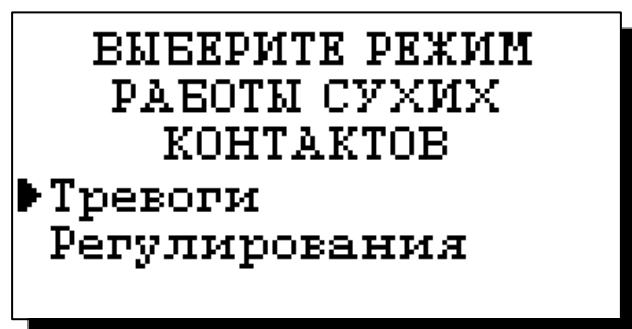 ВЫБЕРИТЕ РЕЖИМ
РАБОТЫ СУХИХ
КОНТАКТОВ
Тревоги
Регулирования